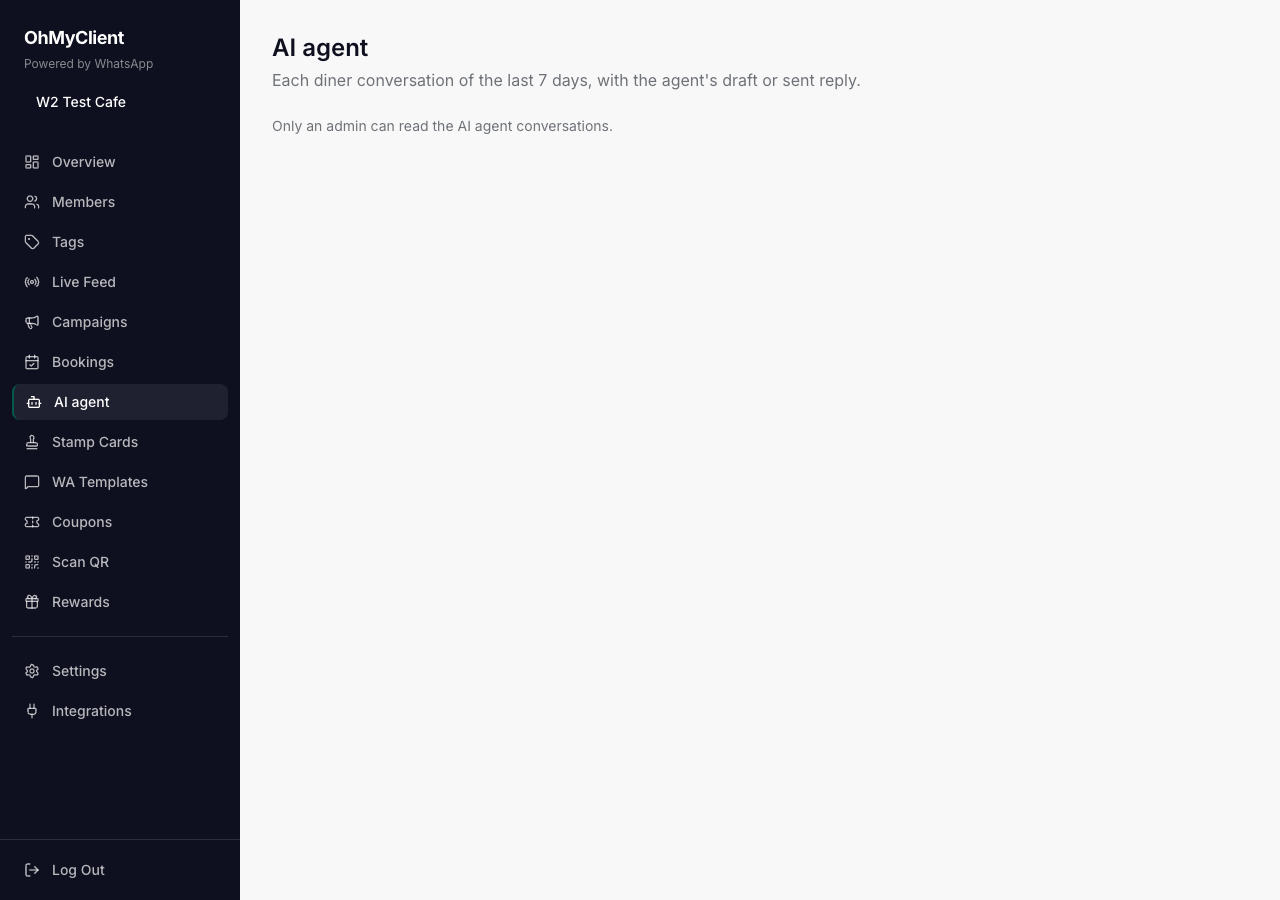 OhMyClient
Powered by WhatsApp
W2 Test Cafe
Overview
Members
Tags
Live Feed
Campaigns
Bookings
AI agent
Stamp Cards
WA Templates
Coupons
Scan QR
Rewards
Settings
Integrations
Log Out
AI agent
Each diner conversation of the last 7 days, with the agent's draft or sent reply.
Only an admin can read the AI agent conversations.